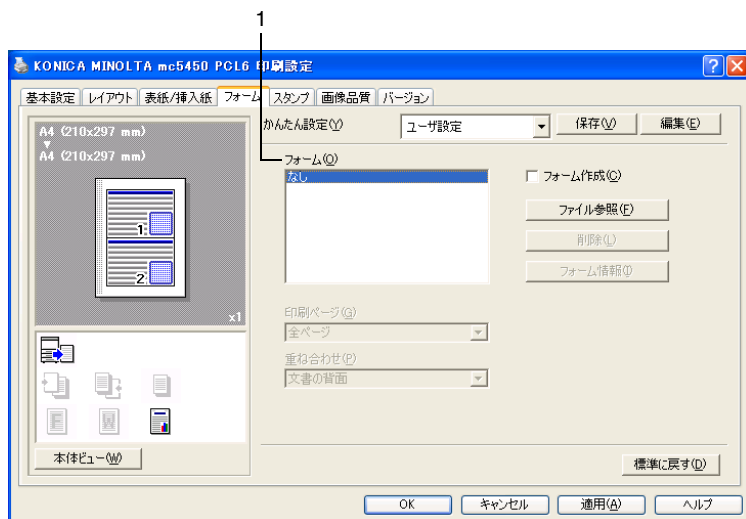 1
KONICA MINOLTA mc5450 PCL6 印刷設定
基本設定 レイアウト 表紙/挿入紙 フォーム スタンプ 画像品質 バージョン
A4 (210x297 mm)
A4 (210x297 mm)
1
2
x1
かんたん設定(Y) ユーザ設定 保存(V) 編集(E)
フォーム(O)
なし
フォーム作成(C)
ファイル参照(F)
削除(L)
フォーム情報(I)
印刷ページ(G)
全ページ
重ね合わせ(P)
文書の背面
F W
本体ビュー(W)
標準に戻す(D)
OK キャンセル 適用(A) ヘルプ